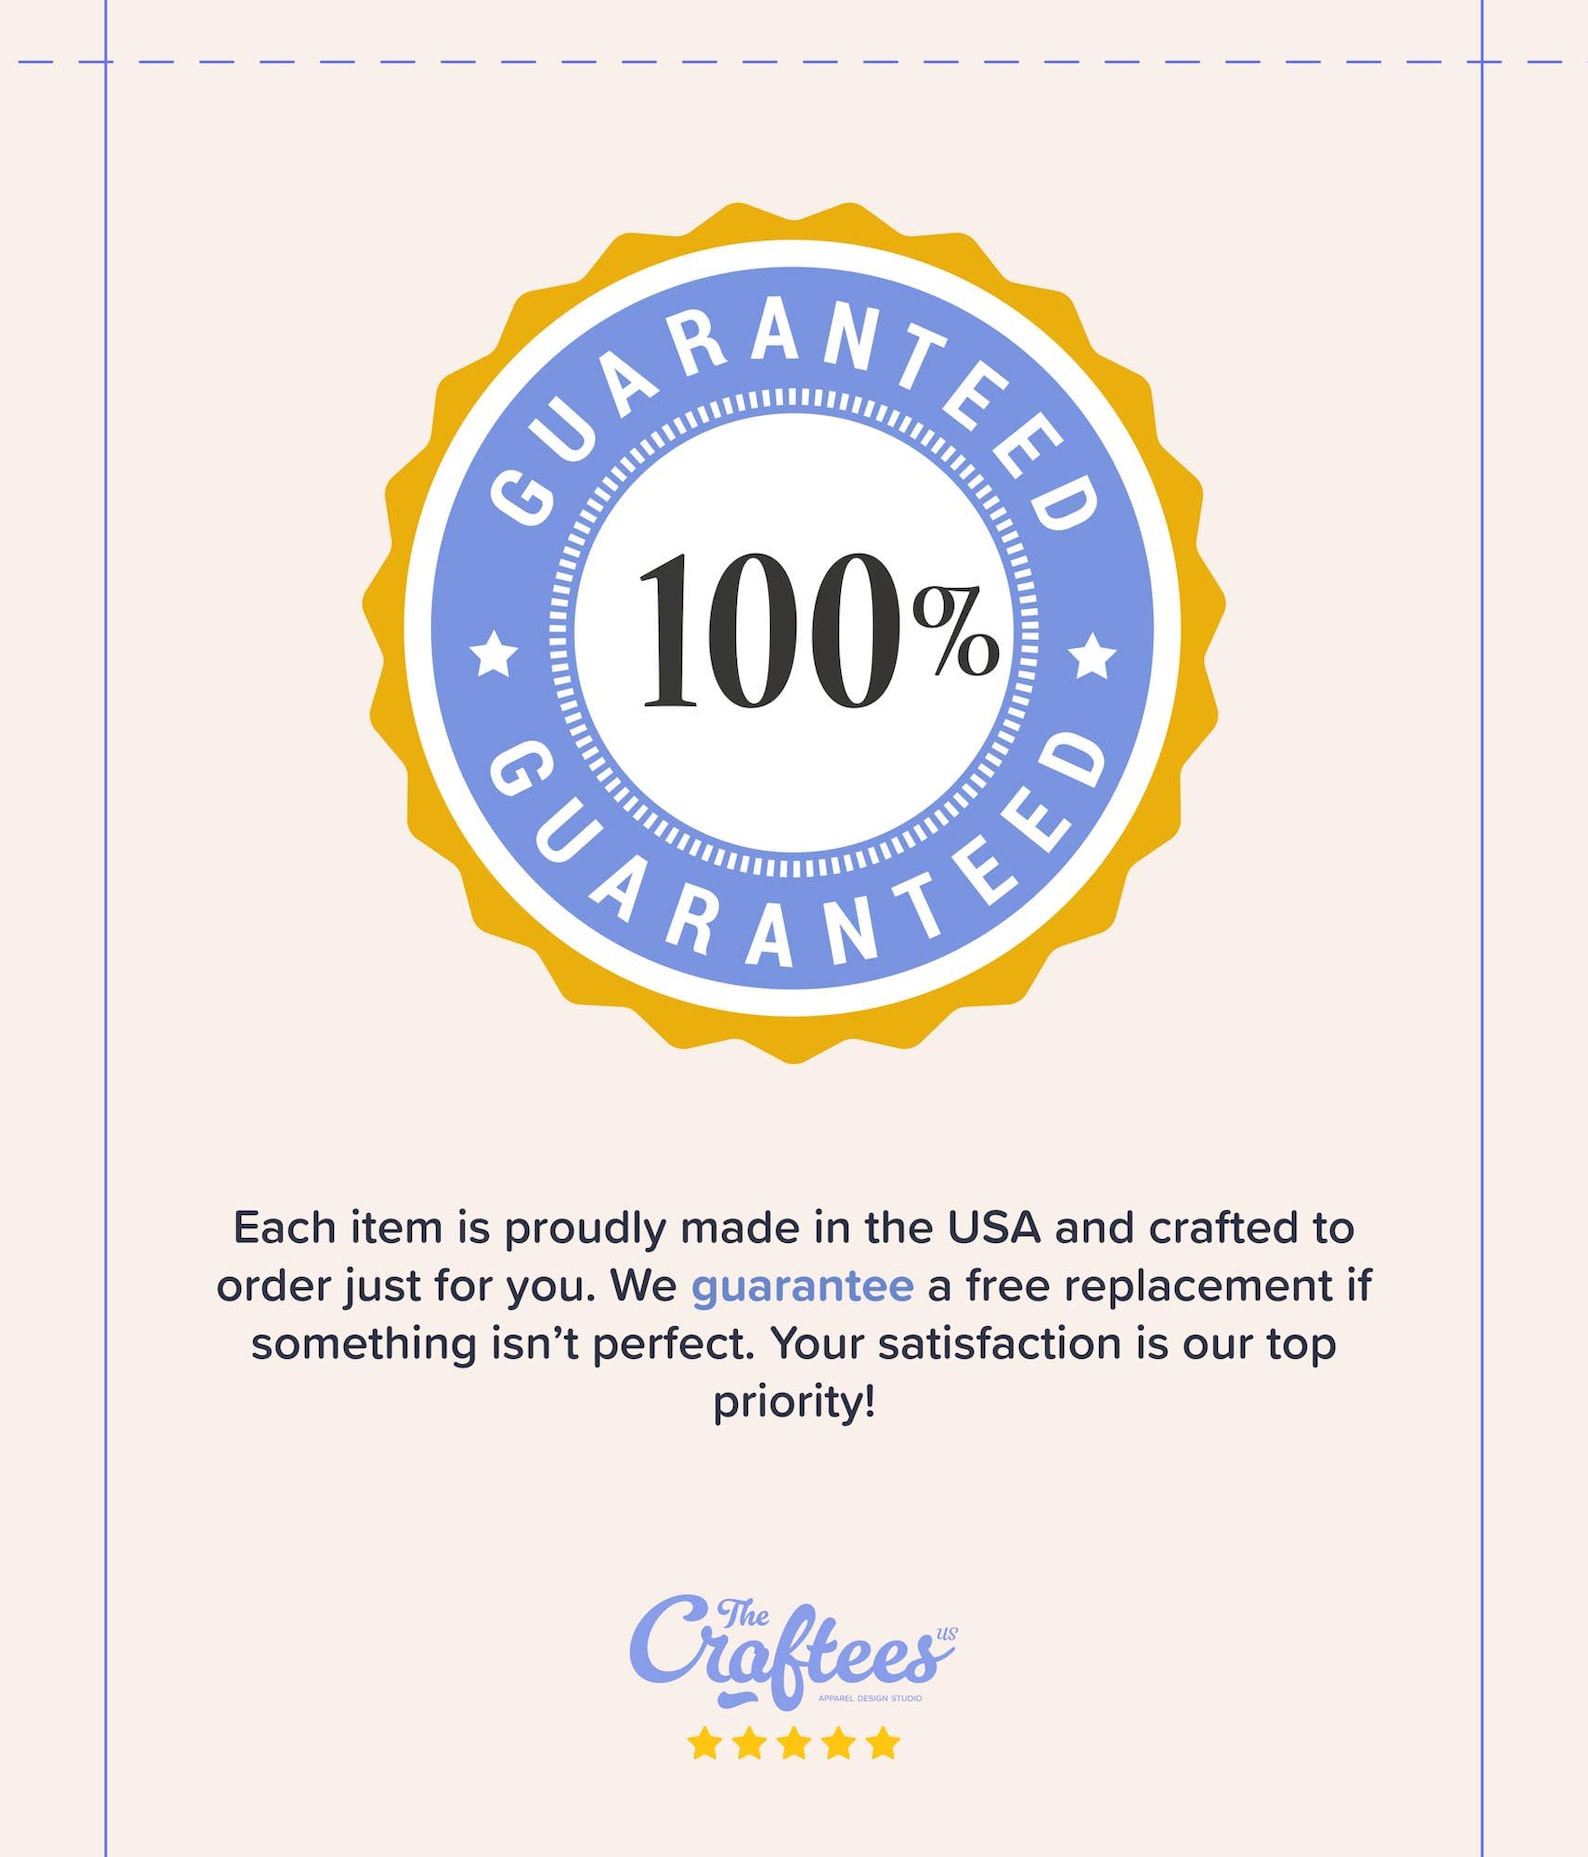 GUARANTEED
100%
GUARANTEED
Each item is proudly made in the USA and crafted to
order just for you. We guarantee a free replacement if
something isn’t perfect. Your satisfaction is our top
priority!
The
Craftees US
APPAREL DESIGN STUDIO